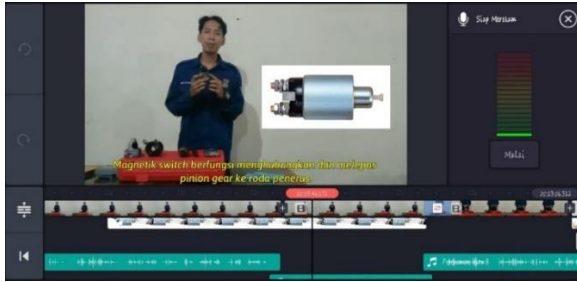 Siap Merekam
Magnetik switch berfungsi menghubungkan dan melepas
pinion gear ke roda penerus
Mulai